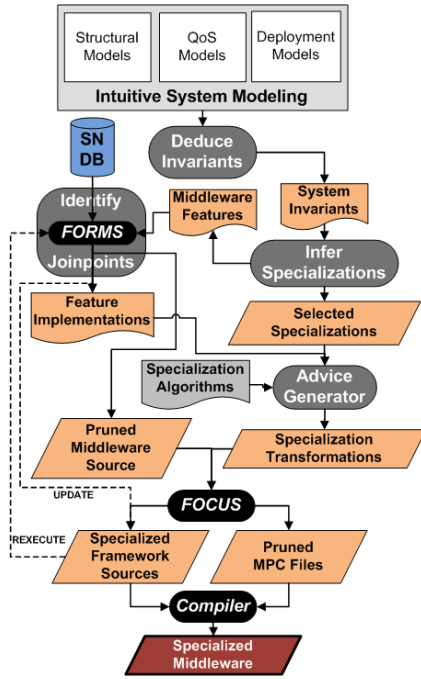 Structural
Models
QoS
Models
Deployment
Models
Intuitive System Modeling
SN
DB
Deduce
Invariants
Identify
FORMS
Joinpoints
Middleware
Features
System
Invariants
Infer
Specializations
Feature
Implementations
Selected
Specializations
Specialization
Algorithms
Advice
Generator
Pruned
Middleware
Source
Specialization
Transformations
UPDATE
FOCUS
REXECUTE
Specialized
Framework
Sources
Pruned
MPC Files
Compiler
Specialized
Middleware